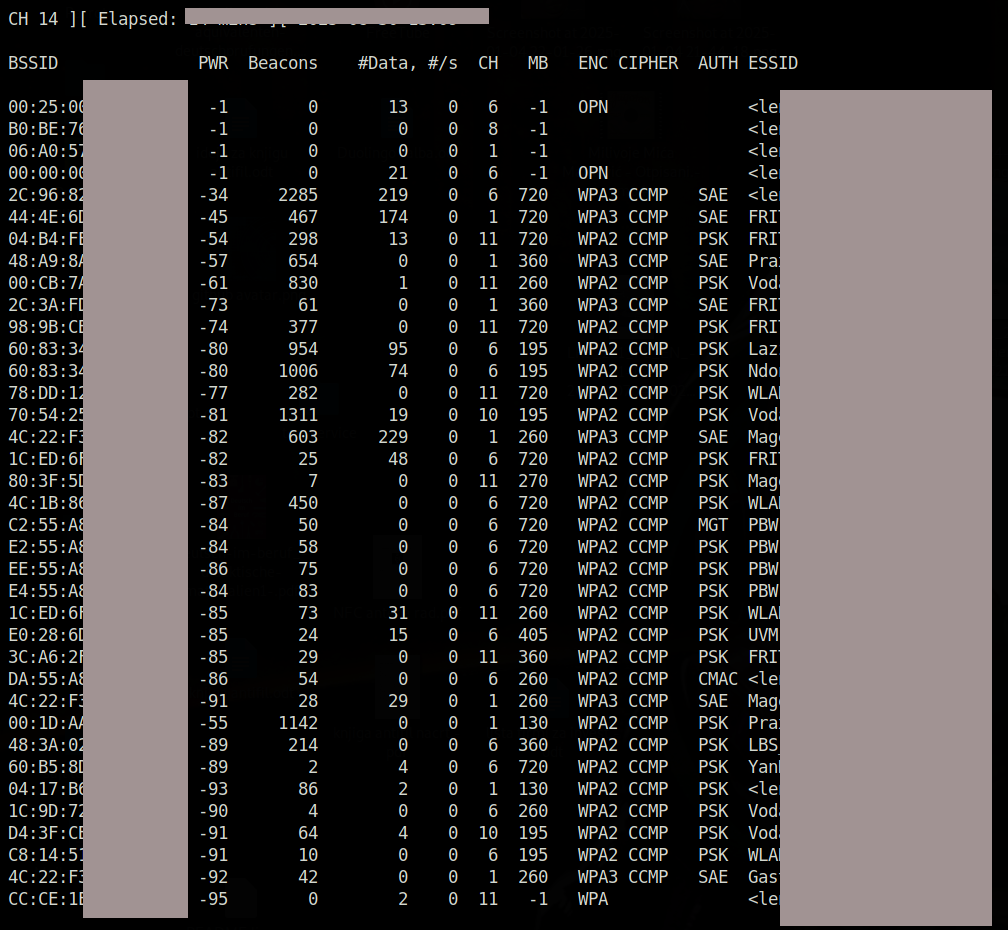 CH 14 ][ Elapsed:
BSSID PWR Beacons #Data, #/s CH MB ENC CIPHER AUTH ESSID
00:25:00 -1 0 13 0 6 -1 OPN <le
B0:BE:76 -1 0 0 0 8 -1 <le
06:A0:57 -1 0 0 0 1 -1 <le
00:00:00 -1 0 21 0 6 -1 OPN <le
2C:96:82 -34 2285 219 0 6 720 WPA3 CCMP SAE <le
44:4E:6D -45 467 174 0 1 720 WPA3 CCMP SAE FRI
04:B4:FE -54 298 13 0 11 720 WPA2 CCMP PSK FRI
48:A9:8A -57 654 0 0 1 360 WPA3 CCMP SAE Pra
00:CB:7A -61 830 1 0 11 260 WPA2 CCMP PSK Vod
2C:3A:FD -73 61 0 0 1 360 WPA3 CCMP SAE FRI
98:9B:CB -74 377 0 0 11 720 WPA2 CCMP PSK FRI
60:83:34 -80 954 95 0 6 195 WPA2 CCMP PSK Laz
60:83:34 -80 1006 74 0 6 195 WPA2 CCMP PSK Ndo
78:DD:12 -77 282 0 0 11 720 WPA2 CCMP PSK WLA
70:54:25 -81 1311 19 0 10 195 WPA2 CCMP PSK Vod
4C:22:F3 -82 603 229 0 1 260 WPA3 CCMP SAE Mag
1C:ED:6F -82 25 48 0 6 720 WPA2 CCMP PSK FRI
80:3F:5D -83 7 0 0 11 270 WPA2 CCMP PSK Mag
4C:1B:86 -87 450 0 0 6 720 WPA2 CCMP PSK WLA
C2:55:A8 -84 50 0 0 6 720 WPA2 CCMP MGT PBW
E2:55:A8 -84 58 0 0 6 720 WPA2 CCMP PSK PBW
EE:55:A8 -86 75 0 0 6 720 WPA2 CCMP PSK PBW
E4:55:A8 -84 83 0 0 6 720 WPA2 CCMP PSK PBW
1C:ED:6F -85 73 31 0 11 260 WPA2 CCMP PSK WLA
E0:28:6D -85 24 15 0 6 405 WPA2 CCMP PSK UVM
3C:A6:2F -85 29 0 0 11 360 WPA2 CCMP PSK FRI
DA:55:A8 -86 54 0 0 6 260 WPA2 CCMP CMAC <le
4C:22:F3 -91 28 29 0 1 260 WPA3 CCMP SAE Mag
00:1D:AA -55 1142 0 0 1 130 WPA2 CCMP PSK Pra
48:3A:02 -89 214 0 0 6 360 WPA2 CCMP PSK LBS
60:B5:8D -89 2 4 0 6 720 WPA2 CCMP PSK Yan
04:17:B6 -93 86 2 0 1 130 WPA2 CCMP PSK <le
1C:9D:72 -90 4 0 0 6 260 WPA2 CCMP PSK Vod
D4:3F:CB -91 64 4 0 10 195 WPA2 CCMP PSK Vod
C8:14:51 -91 10 0 0 6 195 WPA2 CCMP PSK WLA
4C:22:F3 -92 42 0 0 1 260 WPA3 CCMP SAE Gas
CC:CE:1E -95 0 2 0 11 -1 WPA <le